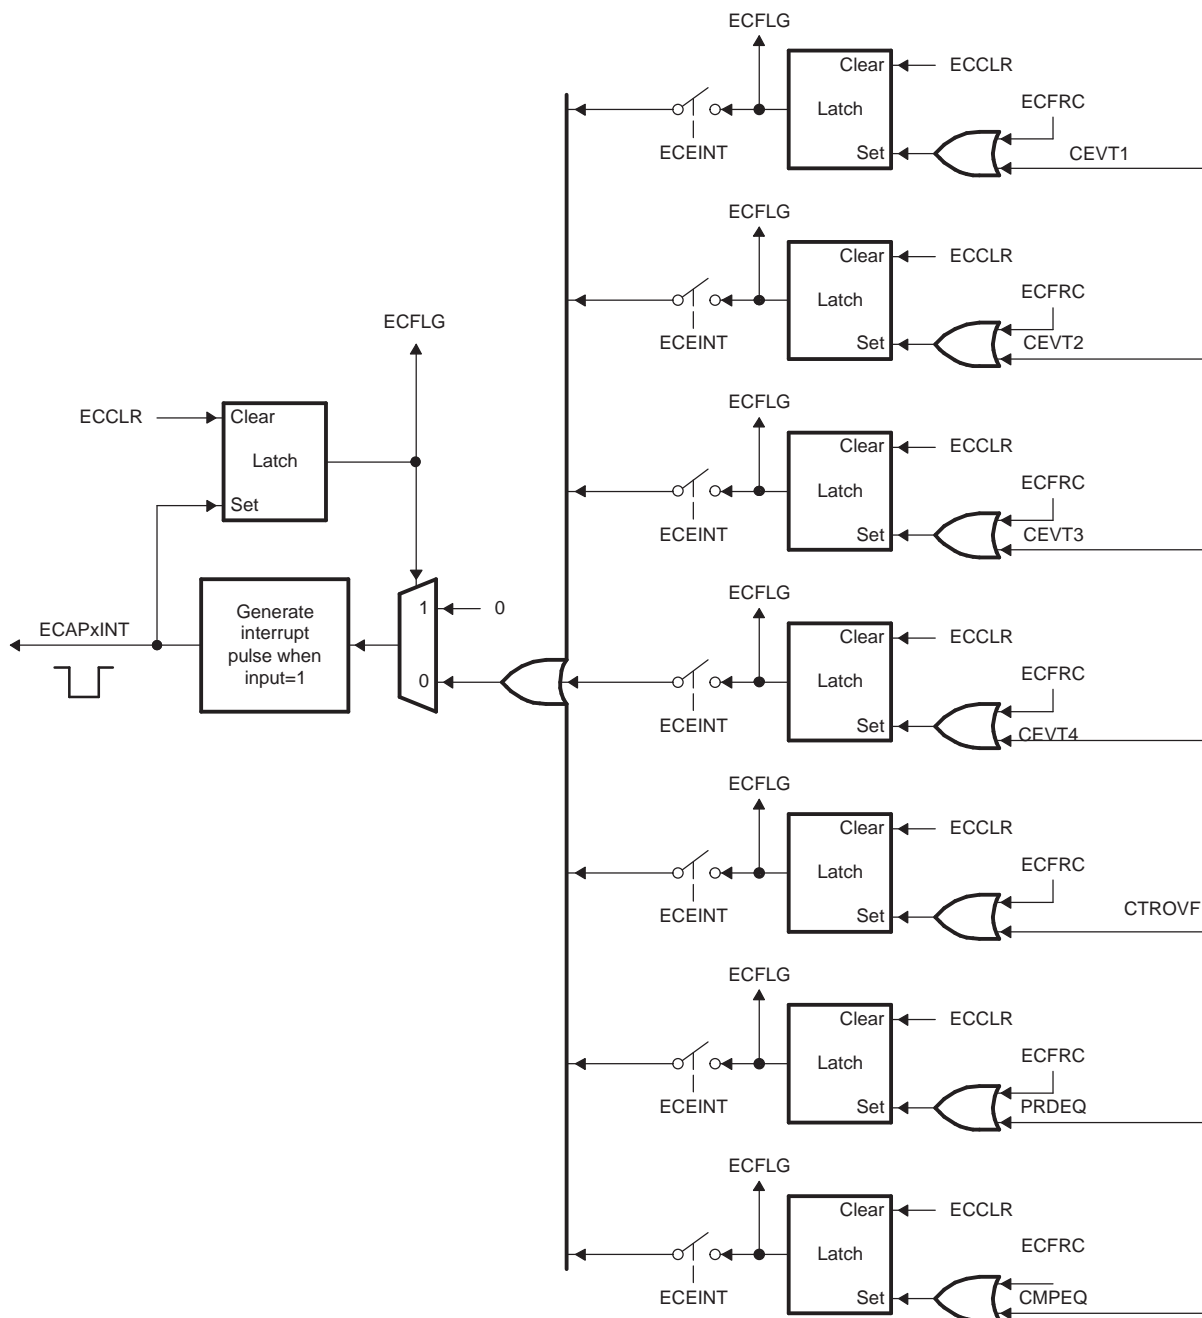 ECFLG
Clear
ECCLR
Latch
ECFRC
ECEINT
Set
CEVT1
ECFLG
Clear
ECCLR
Latch
ECFRC
ECEINT
Set
CEVT2
ECFLG
ECCLR
Clear
Latch
Set
ECFLG
Clear
ECCLR
Latch
ECFRC
ECEINT
Set
CEVT3
ECAPxINT
Generate
interrupt
pulse when
input=1
1
0
0
ECFLG
Clear
ECCLR
Latch
ECFRC
ECEINT
Set
CEVT4
ECFLG
Clear
ECCLR
Latch
ECFRC
ECEINT
Set
CTROVF
ECFLG
Clear
ECCLR
Latch
ECFRC
ECEINT
Set
PRDEQ
ECFLG
Clear
ECCLR
Latch
ECFRC
ECEINT
Set
CMPEQ